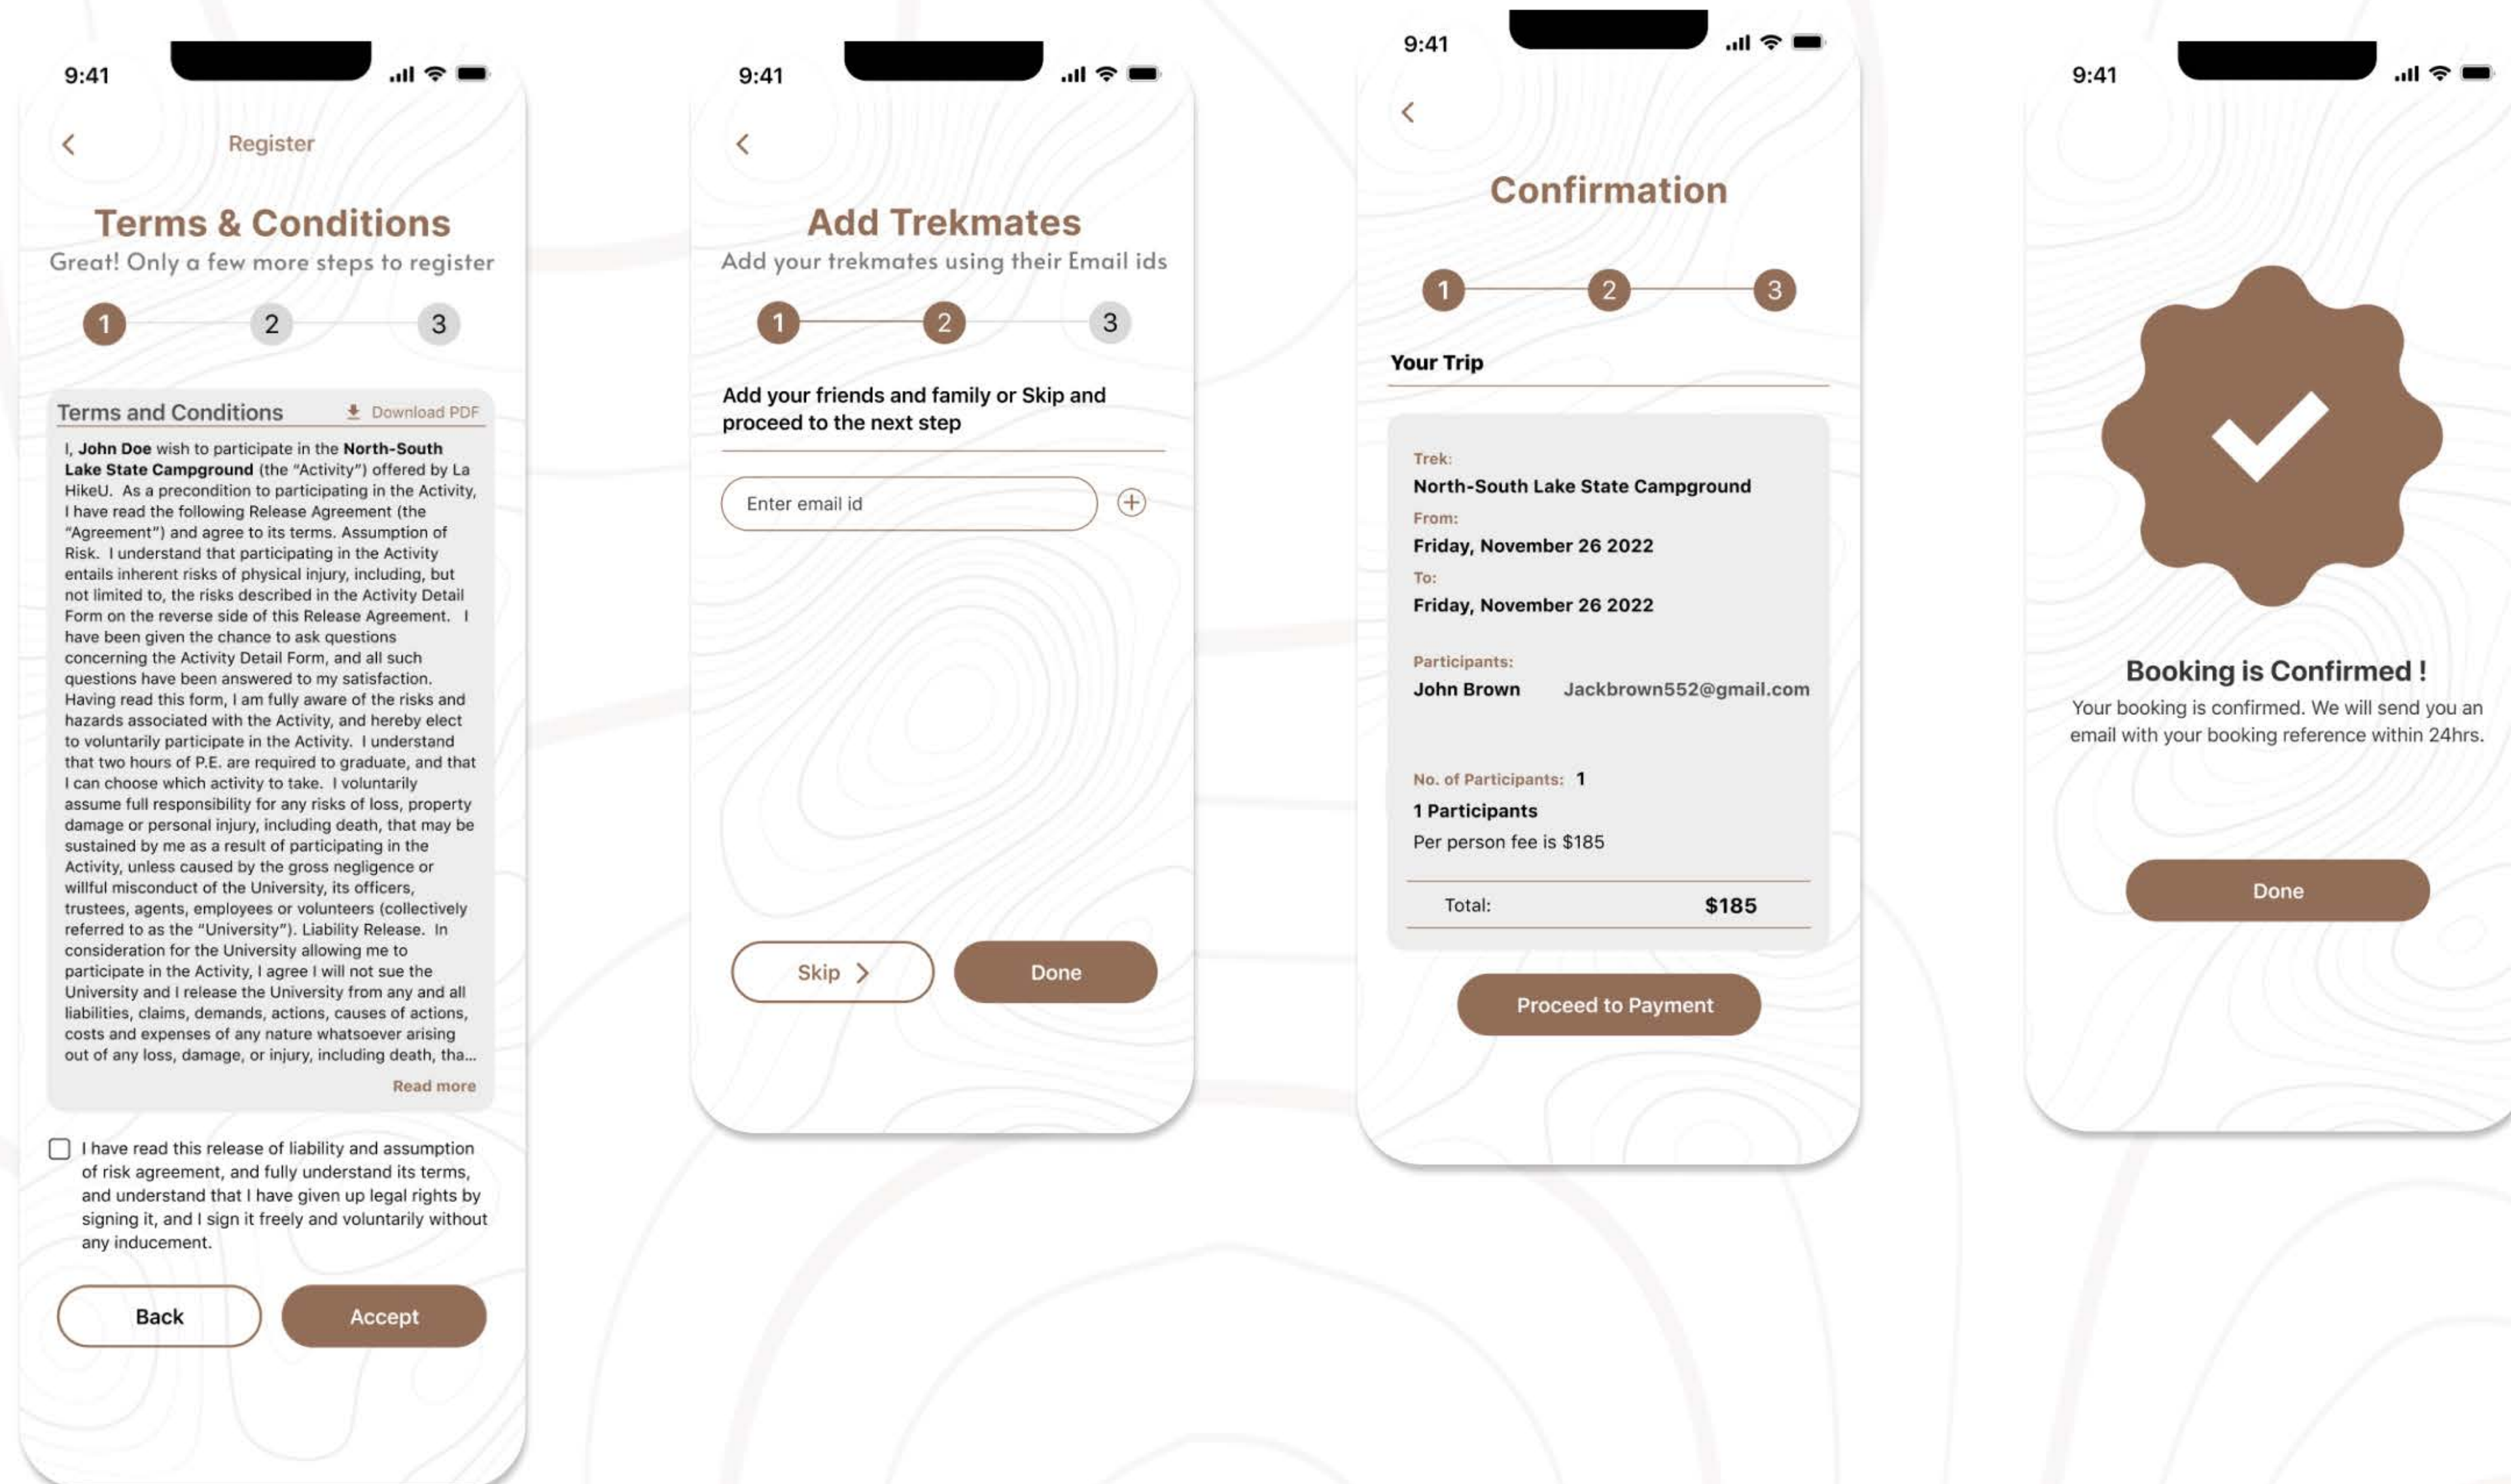 9:41
Register
Terms & Conditions
Great! Only a few more steps to register
1
2
3
Terms and Conditions
Download PDF
I, John Doe wish to participate in the North-South
Lake State Campground (the “Activity”) offered by La
HikeU. As a precondition to participating in the Activity,
I have read the following Release Agreement (the
“Agreement”) and agree to its terms. Assumption of
Risk. I understand that participating in the Activity
entails inherent risks of physical injury, including, but
not limited to, the risks described in the Activity Detail
Form on the reverse side of this Release Agreement. I
have been given the chance to ask questions
concerning the Activity Detail Form, and all such
questions have been answered to my satisfaction.
Having read this form, I am fully aware of the risks and
hazards associated with the Activity, and hereby elect
to voluntarily participate in the Activity. I understand
that two hours of P.E. are required to graduate, and that
I can choose which activity to take. I voluntarily
assume full responsibility for any risks of loss, property
damage or personal injury, including death, that may be
sustained by me as a result of participating in the
Activity, unless caused by the gross negligence or
willful misconduct of the University, its officers,
trustees, agents, employees or volunteers (collectively
referred to as the “University”). Liability Release. In
consideration for the University allowing me to
participate in the Activity, I agree I will not sue the
University and I release the University from any and all
liabilities, claims, demands, actions, causes of actions,
costs and expenses of any nature whatsoever arising
out of any loss, damage, or injury, including death, tha...
Read more
I have read this release of liability and assumption
of risk agreement, and fully understand its terms,
and understand that I have given up legal rights by
signing it, and I sign it freely and voluntarily without
any inducement.
Back
Accept
9:41
Add Trekmates
Add your trekmates using their Email ids
1
2
3
Add your friends and family or Skip and
proceed to the next step
Enter email id
Skip
Done
9:41
Confirmation
1
2
3
Your Trip
Trek:
North-South Lake State Campground
From:
Friday, November 26 2022
To:
Friday, November 26 2022
Participants:
John Brown Jackbrown552@gmail.com
No. of Participants: 1
1 Participants
Per person fee is $185
Total: $185
Proceed to Payment
9:41
Booking is Confirmed !
Your booking is confirmed. We will send you an
email with your booking reference within 24hrs.
Done